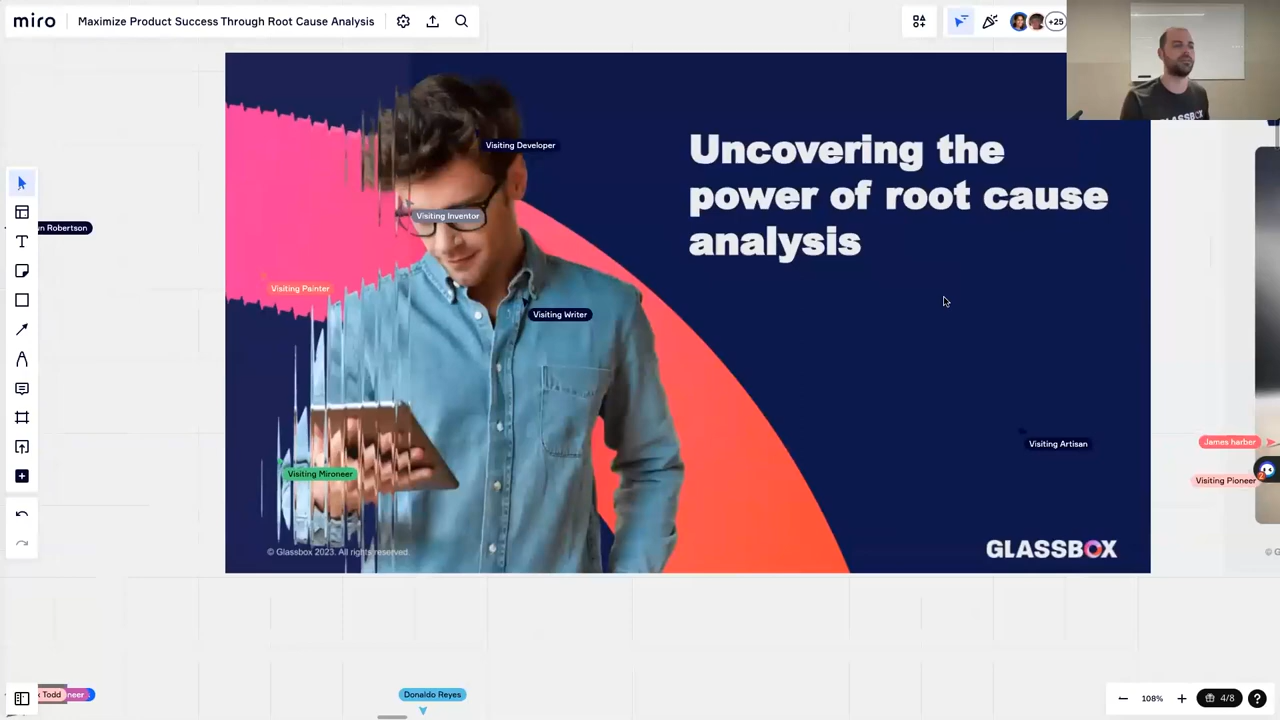 miro
Maximize Product Success Through Root Cause Analysis
+25
GLASSBOX
Uncovering the
power of root cause
analysis
Visiting Developer
Visiting Inventor
Robertson
Visiting Painter
Visiting Writer
Visiting Artisan
James harber
Visiting Mironeer
Visiting Pioneer
© Glassbox 2023. All rights reserved.
GLASSBOX
Todd
Donaldo Reyes
108%
4/8